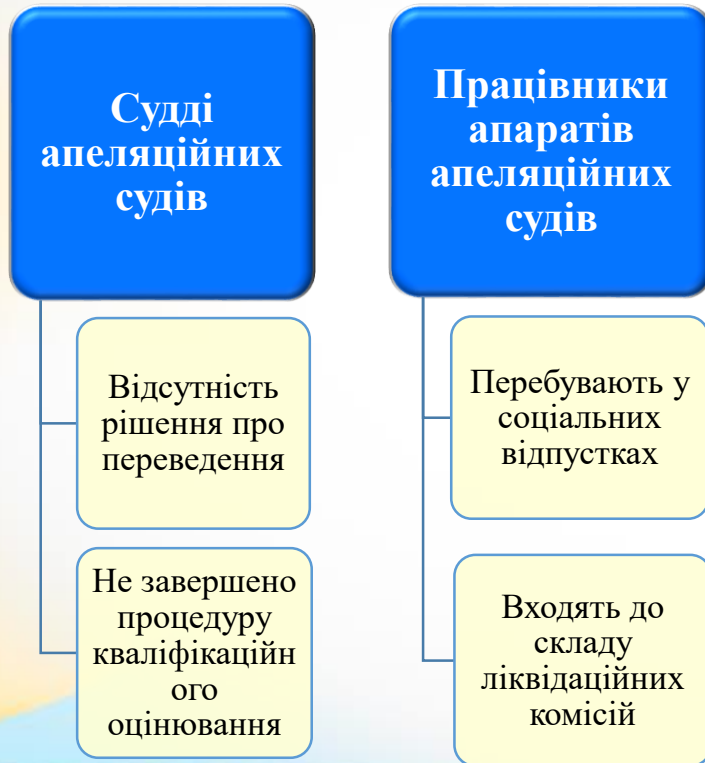 Судді
апеляційних
судів
Відсутність
рішення про
переведення
Не завершено
процедуру
кваліфікаційн
ого
оцінювання
Працівники
апаратів
апеляційних
судів
Перебувають у
соціальних
відпустках
Входять до
складу
ліквідаційних
комісій